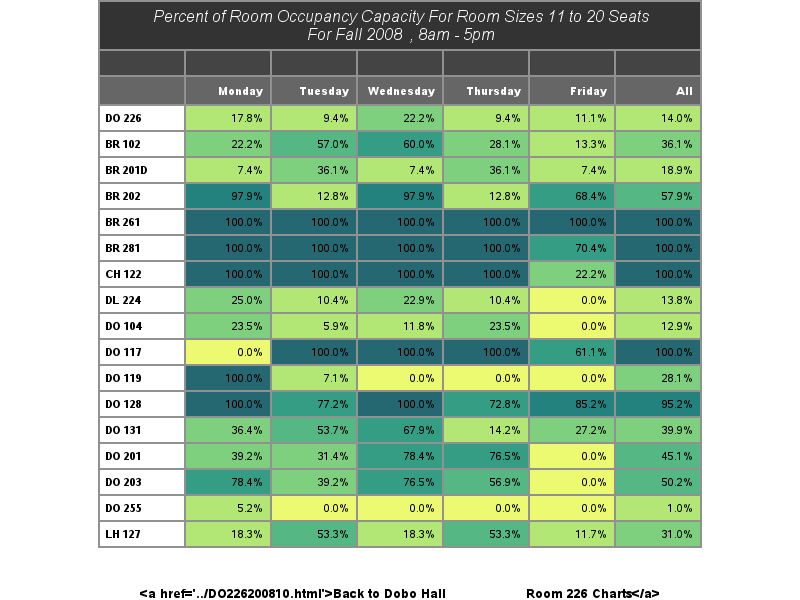 Percent of Room Occupancy Capacity For Room Sizes 11 to 20 Seats
For Fall 2008 , 8am - 5pm
Monday Tuesday Wednesday Thursday Friday All
DO 226 17.8% 9.4% 22.2% 9.4% 11.1% 14.0%
BR 102 22.2% 57.0% 60.0% 28.1% 13.3% 36.1%
BR 201D 7.4% 36.1% 7.4% 36.1% 7.4% 18.9%
BR 202 97.9% 12.8% 97.9% 12.8% 68.4% 57.9%
BR 261 100.0% 100.0% 100.0% 100.0% 100.0% 100.0%
BR 281 100.0% 100.0% 100.0% 100.0% 70.4% 100.0%
CH 122 100.0% 100.0% 100.0% 100.0% 22.2% 100.0%
DL 224 25.0% 10.4% 22.9% 10.4% 0.0% 13.8%
DO 104 23.5% 5.9% 11.8% 23.5% 0.0% 12.9%
DO 117 0.0% 100.0% 100.0% 100.0% 61.1% 100.0%
DO 119 100.0% 7.1% 0.0% 0.0% 0.0% 28.1%
DO 128 100.0% 77.2% 100.0% 72.8% 85.2% 95.2%
DO 131 36.4% 53.7% 67.9% 14.2% 27.2% 39.9%
DO 201 39.2% 31.4% 78.4% 76.5% 0.0% 45.1%
DO 203 78.4% 39.2% 76.5% 56.9% 0.0% 50.2%
DO 255 5.2% 0.0% 0.0% 0.0% 0.0% 1.0%
LH 127 18.3% 53.3% 18.3% 53.3% 11.7% 31.0%
<a href='../DO226200810.html'>Back to Dobo Hall Room 226 Charts</a>